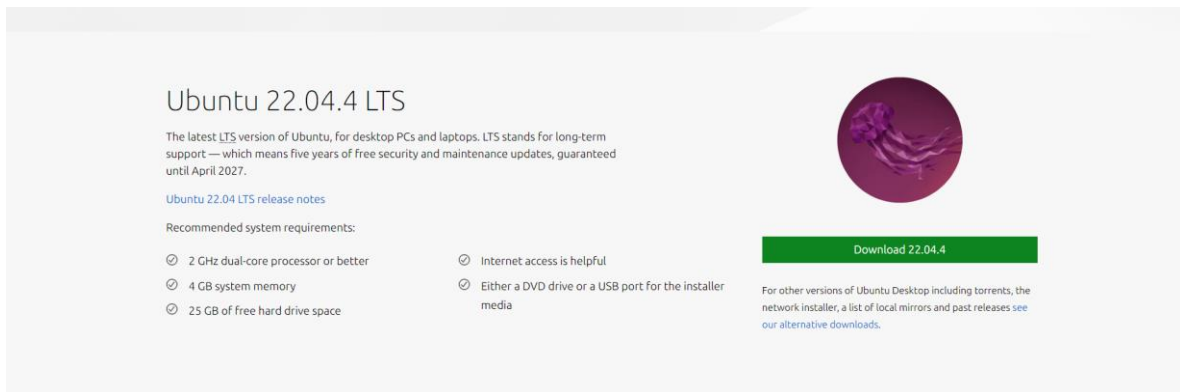 Ubuntu 22.04.4 LTS
The latest LTS version of Ubuntu, for desktop PCs and laptops. LTS stands for long-term
support — which means five years of free security and maintenance updates, guaranteed
until April 2027.
Ubuntu 22.04 LTS release notes
Recommended system requirements:
2 GHz dual-core processor or better
4 GB system memory
25 GB of free hard drive space
Internet access is helpful
Either a DVD drive or a USB port for the installer
media
Download 22.04.4
For other versions of Ubuntu Desktop including torrents, the
network installer, a list of local mirrors and past releases see
our alternative downloads.